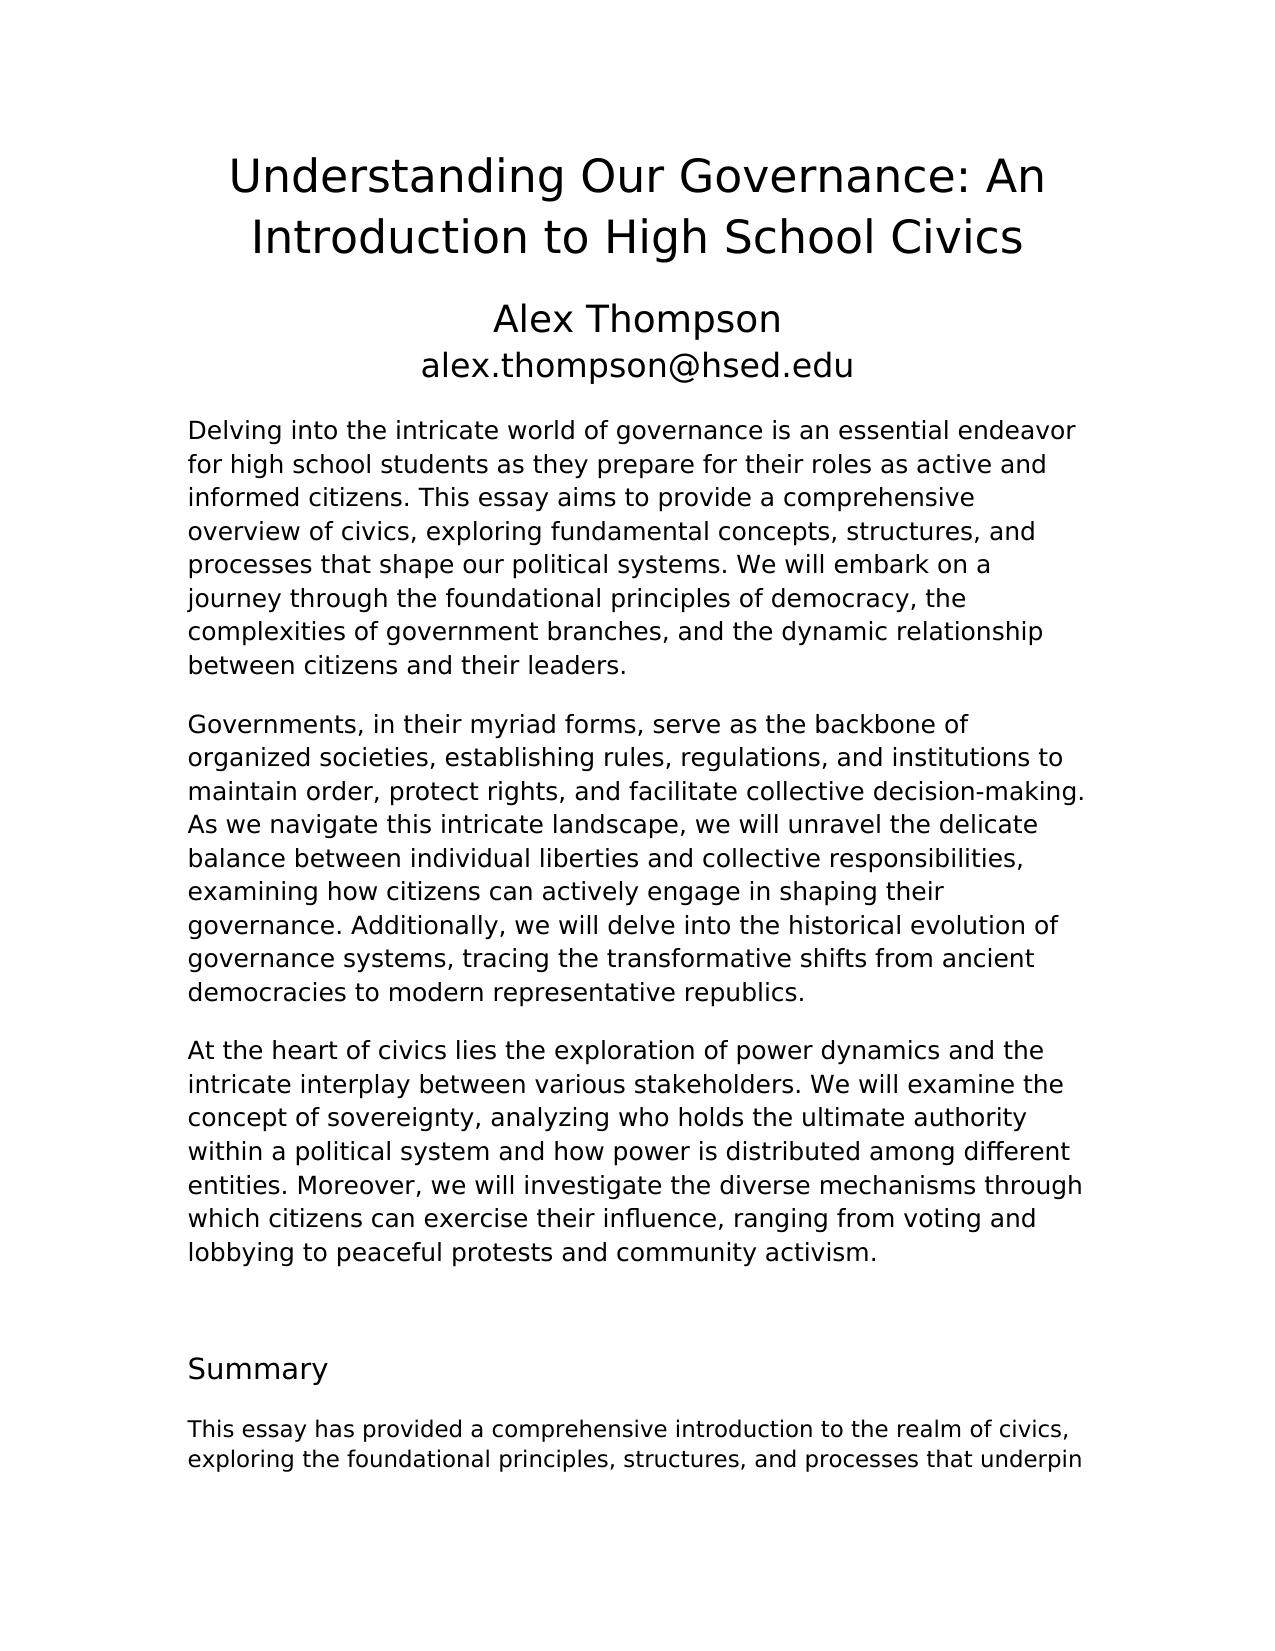 Understanding Our Governance: An
Introduction to High School Civics
Alex Thompson
alex.thompson@hsed.edu
Delving into the intricate world of governance is an essential endeavor
for high school students as they prepare for their roles as active and
informed citizens. This essay aims to provide a comprehensive
overview of civics, exploring fundamental concepts, structures, and
processes that shape our political systems. We will embark on a
journey through the foundational principles of democracy, the
complexities of government branches, and the dynamic relationship
between citizens and their leaders.
Governments, in their myriad forms, serve as the backbone of
organized societies, establishing rules, regulations, and institutions to
maintain order, protect rights, and facilitate collective decision-making.
As we navigate this intricate landscape, we will unravel the delicate
balance between individual liberties and collective responsibilities,
examining how citizens can actively engage in shaping their
governance. Additionally, we will delve into the historical evolution of
governance systems, tracing the transformative shifts from ancient
democracies to modern representative republics.
At the heart of civics lies the exploration of power dynamics and the
intricate interplay between various stakeholders. We will examine the
concept of sovereignty, analyzing who holds the ultimate authority
within a political system and how power is distributed among different
entities. Moreover, we will investigate the diverse mechanisms through
which citizens can exercise their influence, ranging from voting and
lobbying to peaceful protests and community activism.
Summary
This essay has provided a comprehensive introduction to the realm of civics,
exploring the foundational principles, structures, and processes that underpin